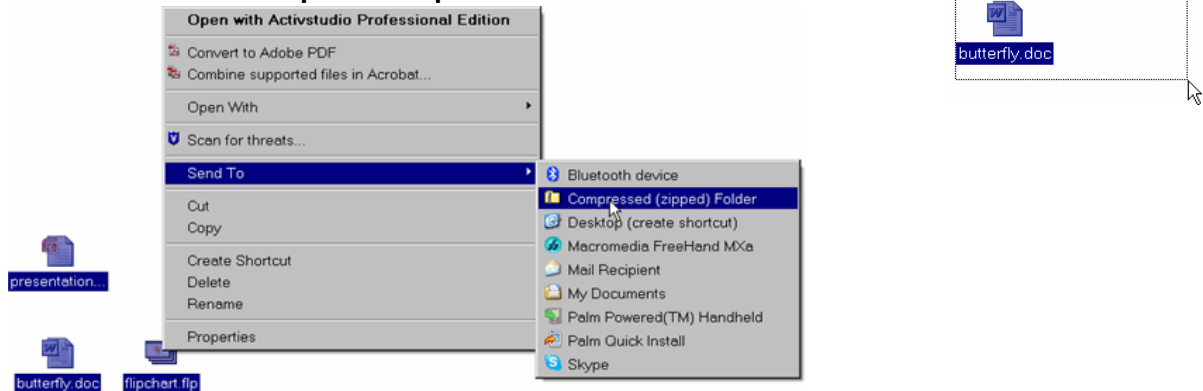 Open with Activstudio Professional Edition
Convert to Adobe PDF
Combine supported files in Acrobat...
Open With
Scan for threats...
Send To
Cut
Copy
Create Shortcut
Delete
Rename
Properties
Bluetooth device
Compressed (zipped) Folder
Desktop (create shortcut)
Macromedia FreeHand MXa
Mail Recipient
My Documents
Palm Powered(TM) Handheld
Palm Quick Install
Skype
presentation...
butterfly.doc
flipchart.flp
butterfly.doc